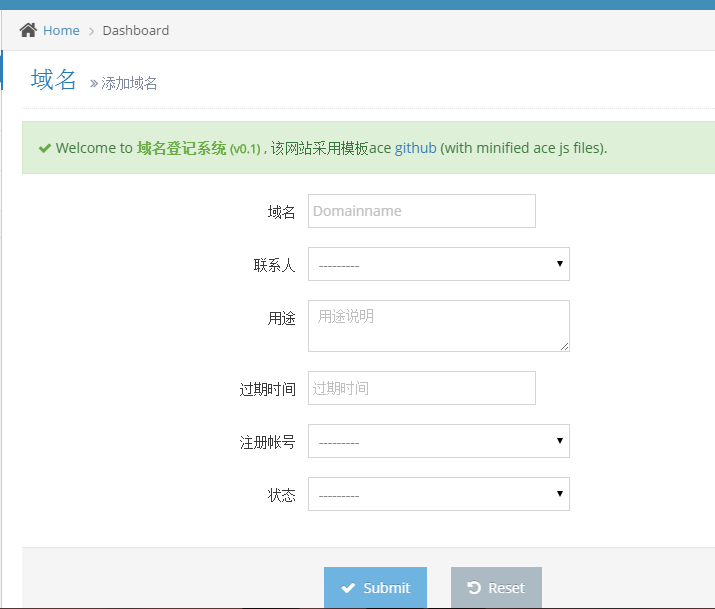 Home > Dashboard
域名 » 添加域名
Welcome to 域名登记系统 (v0.1) , 该网站采用模板ace github (with minified ace js files).
域名 Domainname
联系人 ---------
用途 用途说明
过期时间 过期时间
注册帐号 ---------
状态 ---------
Submit Reset